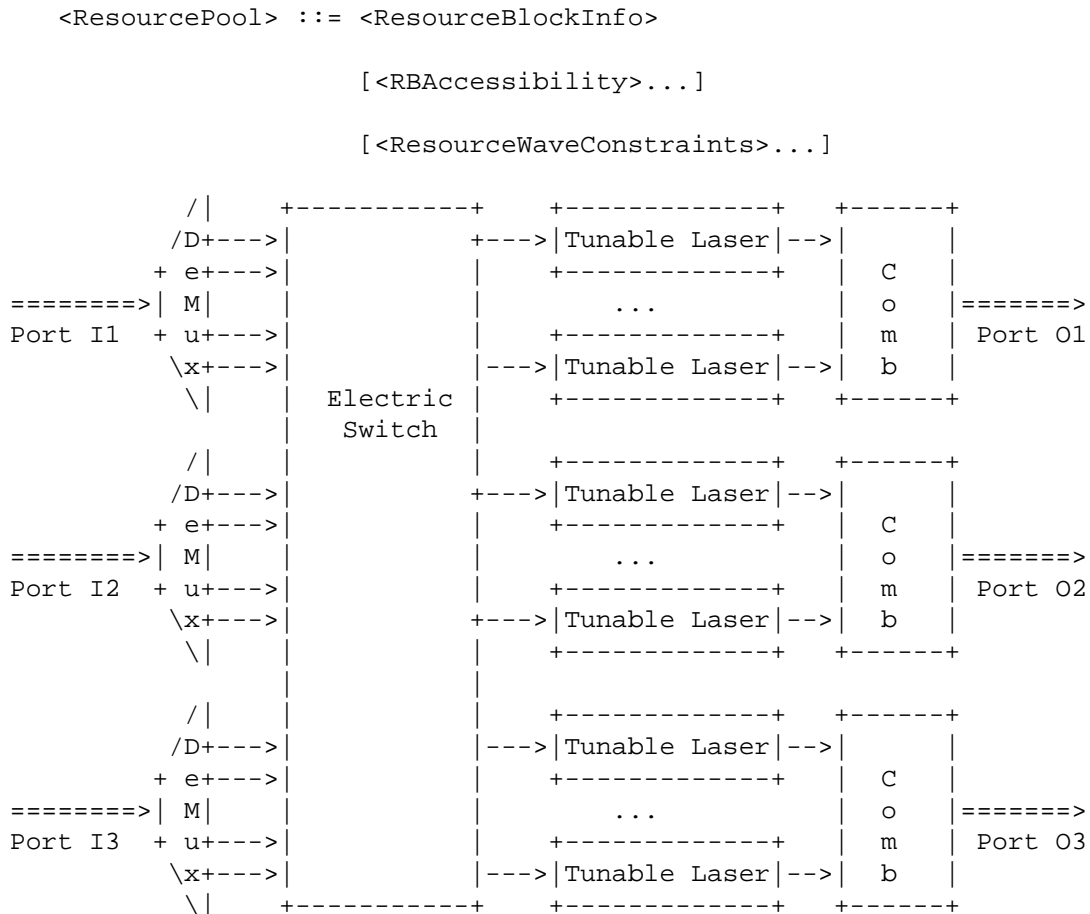 <ResourcePool> ::= <ResourceBlockInfo>

                   [<RBAccessibility>...]

                   [<ResourceWaveConstraints>...]

           /|     +-----------+    +-------------+   +------+
          /D+--->|           +--->|Tunable Laser|-->|      |
         + e+--->|           |    +-------------+   |  C   |
========>| M|    |           |        ...           |  o   |=======>
Port I1  + u+--->|           |    +-------------+   |  m   | Port O1
          \x+--->|           |--->|Tunable Laser|-->|  b   |
           \|    |  Electric |    +-------------+   +------+
                 |   Switch  |
           /|    |           |    +-------------+   +------+
          /D+--->|           +--->|Tunable Laser|-->|      |
         + e+--->|           |    +-------------+   |  C   |
========>| M|    |           |        ...           |  o   |=======>
Port I2  + u+--->|           |    +-------------+   |  m   | Port O2
          \x+--->|           +--->|Tunable Laser|-->|  b   |
           \|    |           |    +-------------+   +------+
                 |           |
           /|    |           |    +-------------+   +------+
          /D+--->|           |--->|Tunable Laser|-->|      |
         + e+--->|           |    +-------------+   |  C   |
========>| M|    |           |        ...           |  o   |=======>
Port I3  + u+--->|           |    +-------------+   |  m   | Port O3
          \x+--->|           |--->|Tunable Laser|-->|  b   |
           \|    +-----------+    +-------------+   +------+